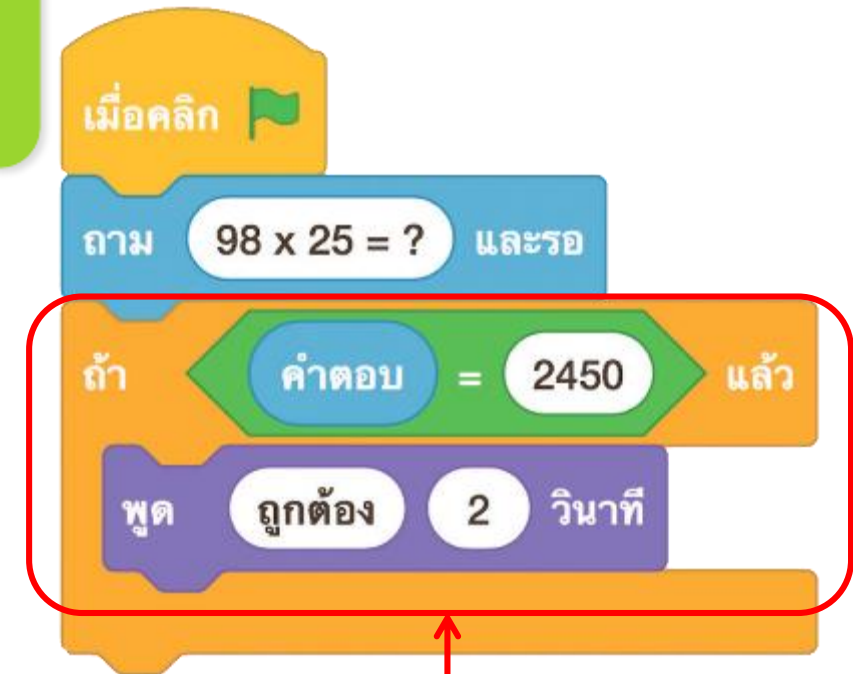 เมื่อคลิก
ถาม 98 x 25 = ? และรอ
ถ้า คำตอบ = 2450 แล้ว
พูด ถูกต้อง 2 วินาที